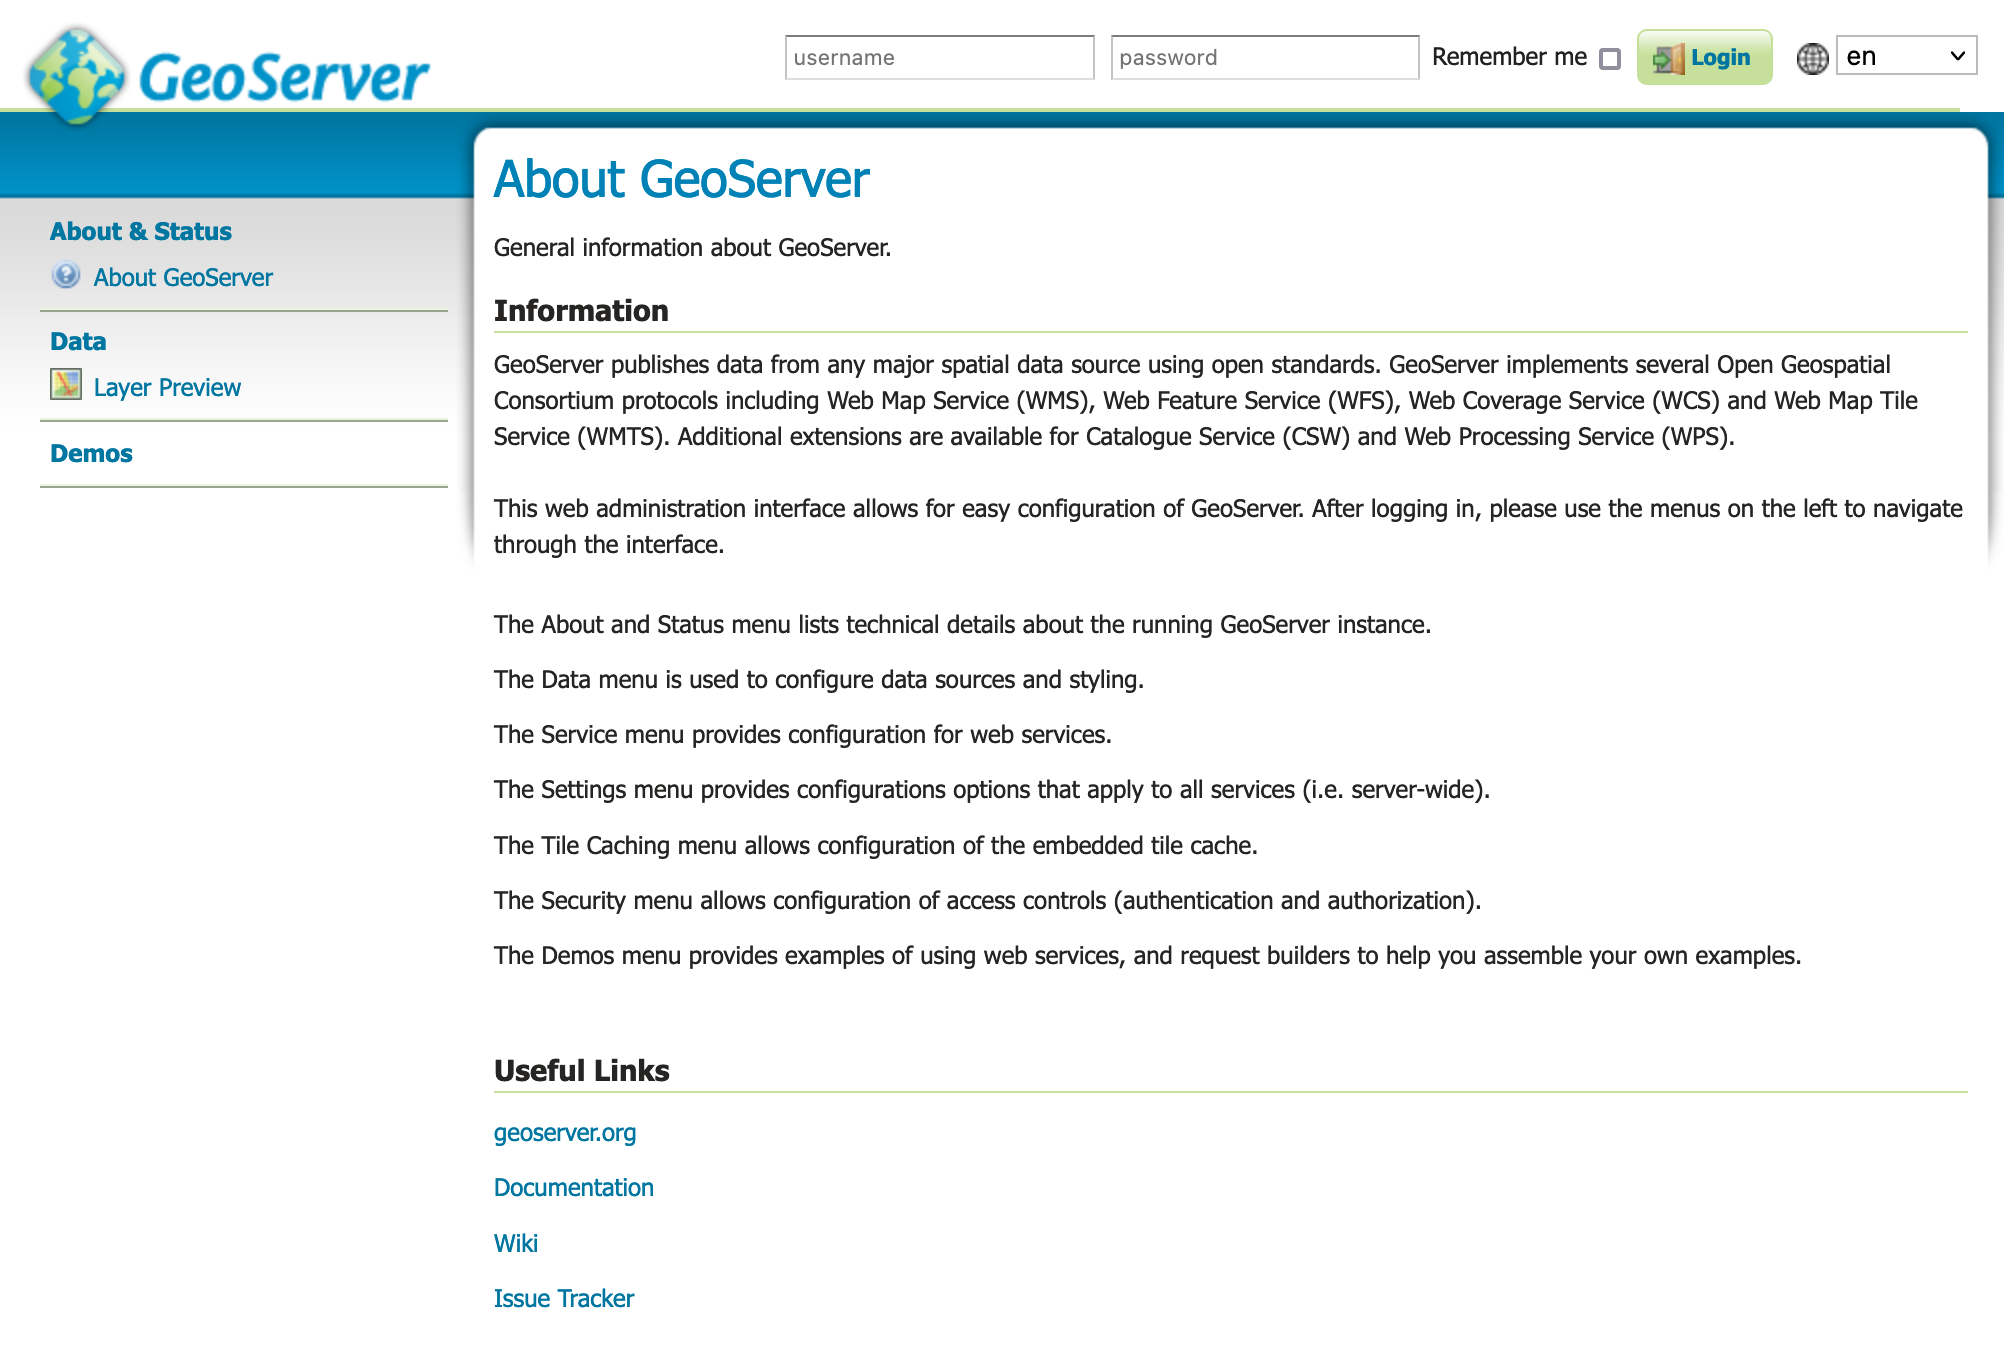 GeoServer
username
password
Remember me
Login
en
About & Status
About GeoServer
Data
Layer Preview
Demos
About GeoServer
General information about GeoServer.
Information
GeoServer publishes data from any major spatial data source using open standards. GeoServer implements several Open Geospatial
Consortium protocols including Web Map Service (WMS), Web Feature Service (WFS), Web Coverage Service (WCS) and Web Map Tile
Service (WMTS). Additional extensions are available for Catalogue Service (CSW) and Web Processing Service (WPS).
This web administration interface allows for easy configuration of GeoServer. After logging in, please use the menus on the left to navigate
through the interface.
The About and Status menu lists technical details about the running GeoServer instance.
The Data menu is used to configure data sources and styling.
The Service menu provides configuration for web services.
The Settings menu provides configurations options that apply to all services (i.e. server-wide).
The Tile Caching menu allows configuration of the embedded tile cache.
The Security menu allows configuration of access controls (authentication and authorization).
The Demos menu provides examples of using web services, and request builders to help you assemble your own examples.
Useful Links
geoserver.org
Documentation
Wiki
Issue Tracker